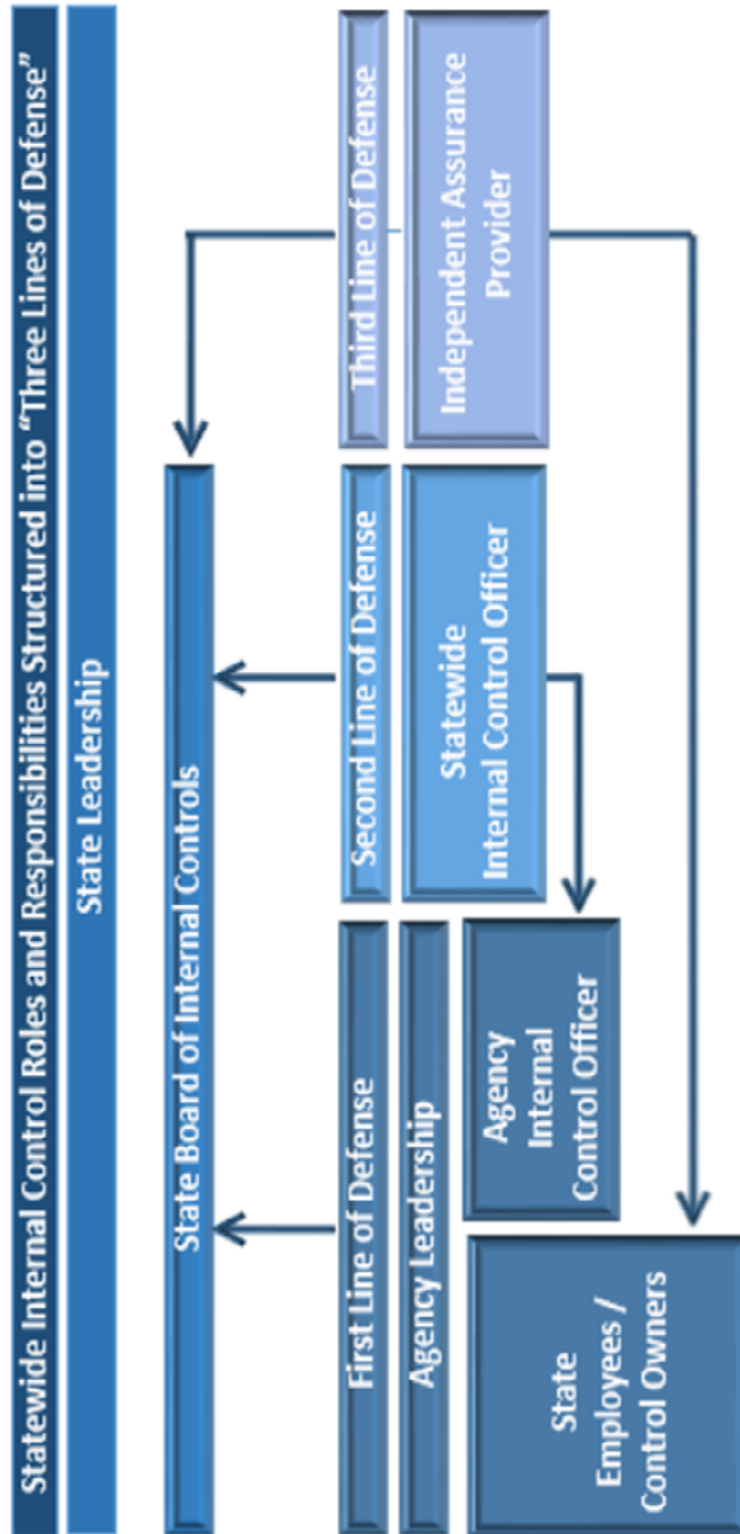 Statewide Internal Control Roles and Responsibilities Structured into “Three Lines of Defense”
State Leadership
State Board of Internal Controls
First Line of Defense
Agency Leadership
State
Employees /
Control Owners
Agency
Internal
Control Officer
Second Line of Defense
Statewide
Internal Control Officer
Third Line of Defense
Independent Assurance
Provider